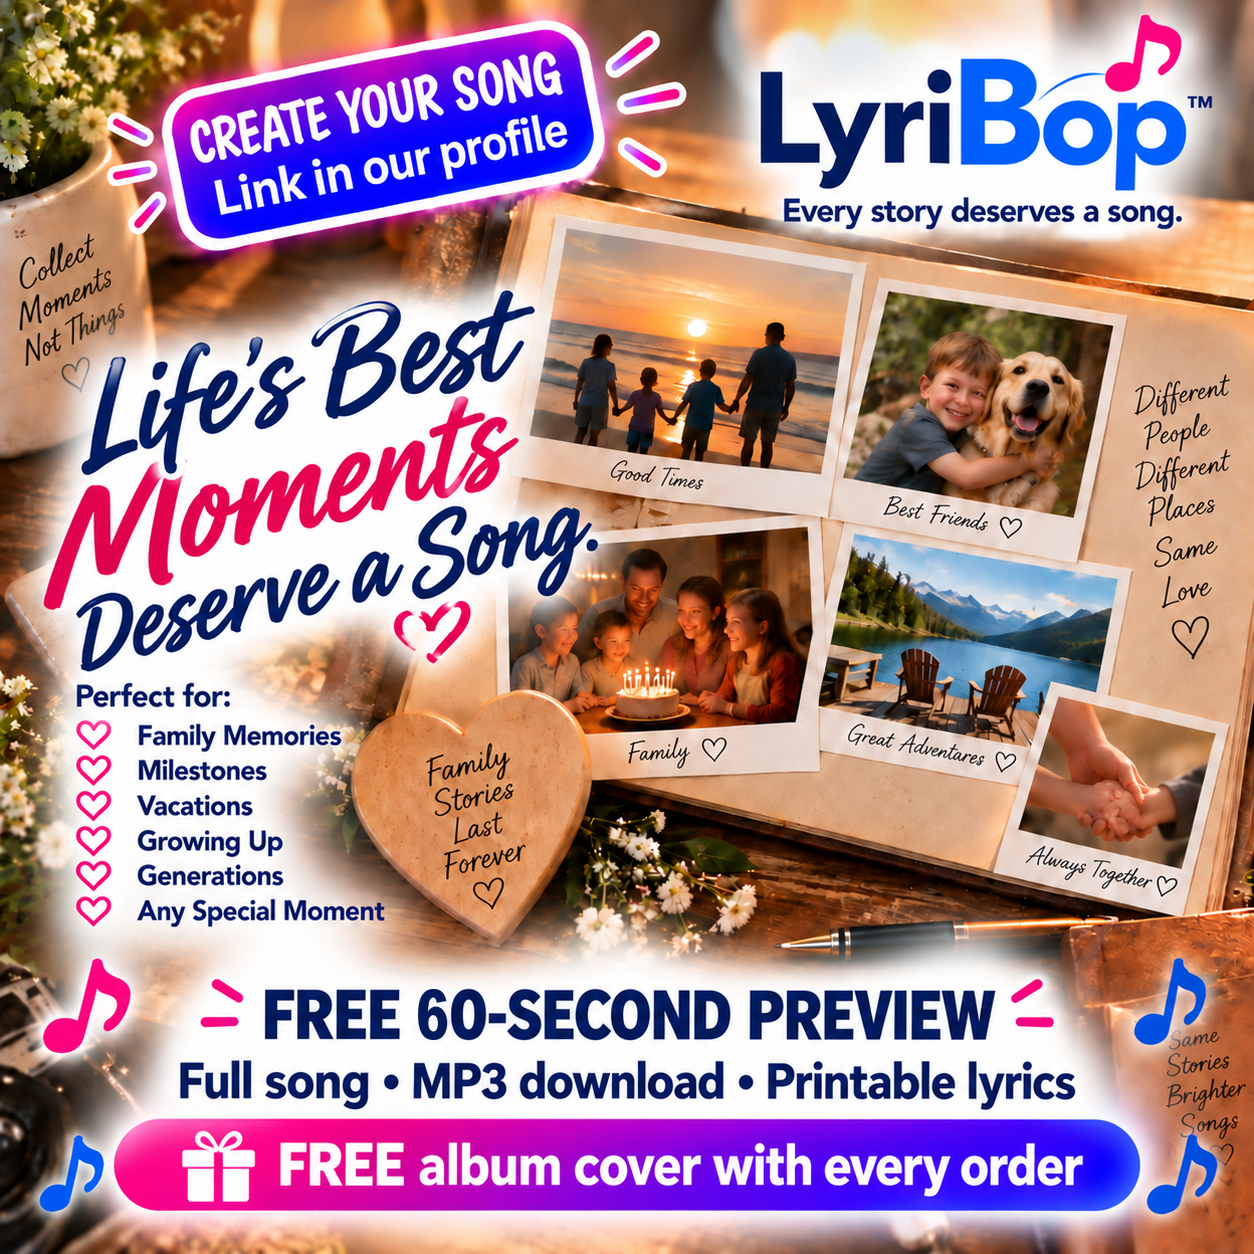 CREATE YOUR SONG
Link in our profile
LyriBop™
Every story deserves a song.
Collect
Moments
Not Things
Life's Best
Moments
Deserve a Song.
Good Times
Best Friends
Different
People
Different
Places
Same
Love
Family
Great Adventares
Always Together
Perfect for:
Family Memories
Milestones
Vacations
Growing Up
Generations
Any Special Moment
Family
Stories
Last
Forever
FREE 60-SECOND PREVIEW
Full song • MP3 download • Printable lyrics
FREE album cover with every order
Same
Stories
Brighter
Songs